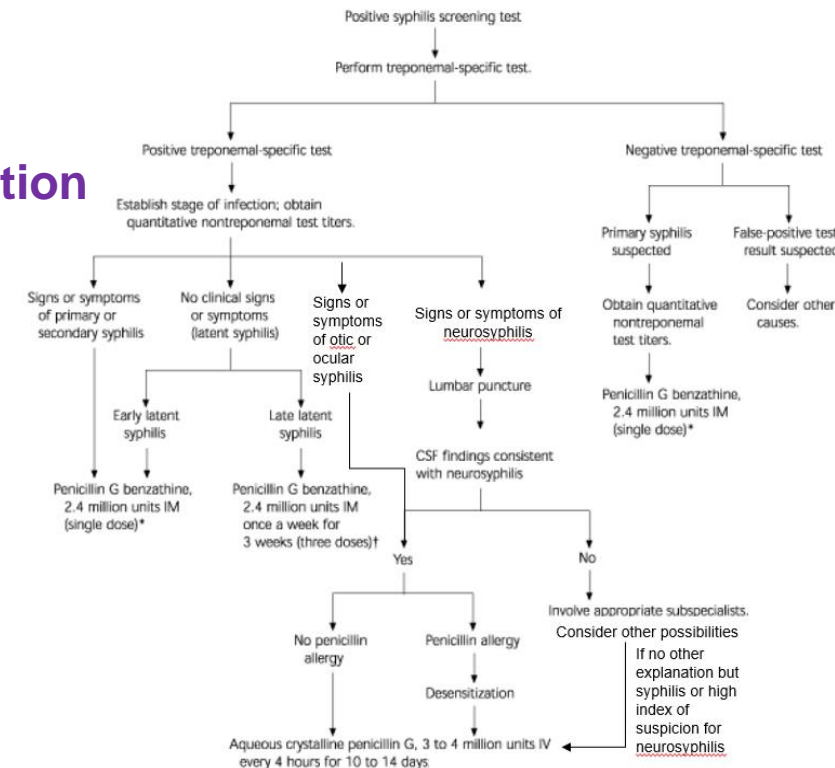 Positive syphilis screening test
Perform treponemal-specific test.
tion
Positive treponemal-specific test
Negative treponemal-specific test
Establish stage of infection; obtain
quantitative nontreponemal test titers.
Primary syphilis
suspected
False-positive test
result suspected
Signs or symptoms
of primary or
secondary syphilis
No clinical signs
or symptoms
(latent syphilis)
Signs or
symptoms
of otic or
ocular
syphilis
Signs or symptoms of
neurosyphilis
Obtain quantitative
nontreponemal
test titers.
Consider other
causes.
Lumbar puncture
Penicillin G benzathine,
2.4 million units IM
(single dose)*
Early latent
syphilis
Late latent
syphilis
CSF findings consistent
with neurosyphilis
Penicillin G benzathine,
2.4 million units IM
(single dose)*
Penicillin G benzathine,
2.4 million units IM
once a week for
3 weeks (three doses)†
Yes
No
Involve appropriate subspecialists.
Consider other possibilities
No penicillin
allergy
Penicillin allergy
If no other
explanation but
syphilis or high
index of
suspicion for
neurosyphilis
Desensitization
Aqueous crystalline penicillin G, 3 to 4 million units IV
every 4 hours for 10 to 14 days